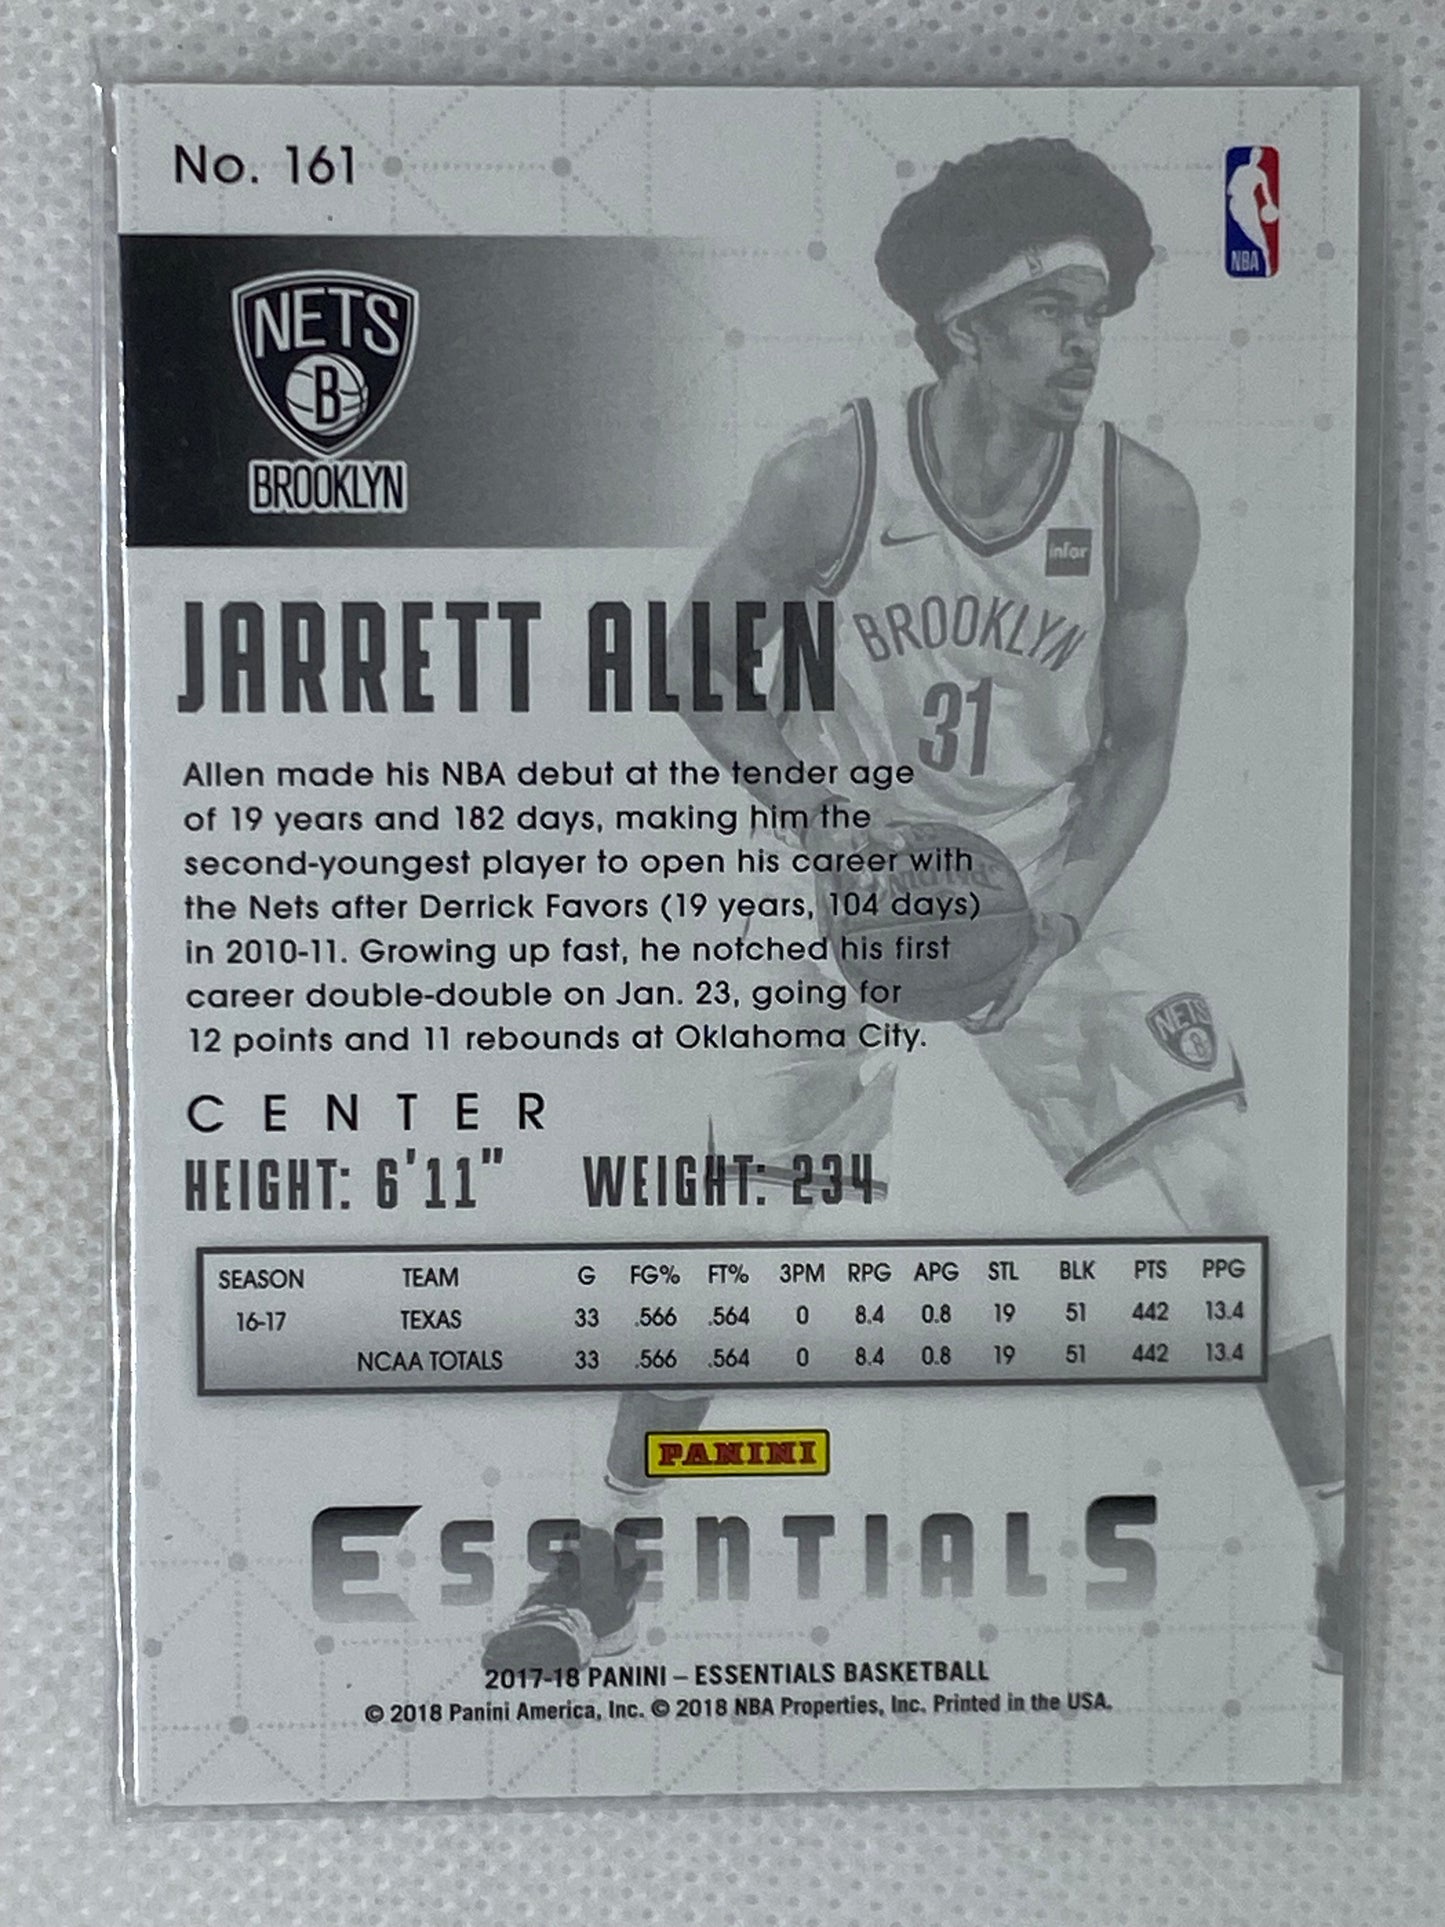 No. 161
NBA
NETS
B
BROOKLYN
infor
BROOKLYN
31
JARRETT ALLEN
Allen made his NBA debut at the tender age
of 19 years and 182 days, making him the
second-youngest player to open his career with
the Nets after Derrick Favors (19 years, 104 days)
in 2010-11. Growing up fast, he notched his first
career double-double on Jan. 23, going for
12 points and 11 rebounds at Oklahoma City.
NETS
B
CENTER
HEIGHT: 6'11" WEIGHT: 234
SEASON TEAM G FG% FT% 3PM RPG APG STL BLK PTS PPG
16-17 TEXAS 33 .566 .564 0 8.4 0.8 19 51 442 13.4
NCAA TOTALS 33 .566 .564 0 8.4 0.8 19 51 442 13.4
PANINI
ESSENTIALS
2017-18 PANINI – ESSENTIALS BASKETBALL
© 2018 Panini America, Inc. © 2018 NBA Properties, Inc. Printed in the USA.